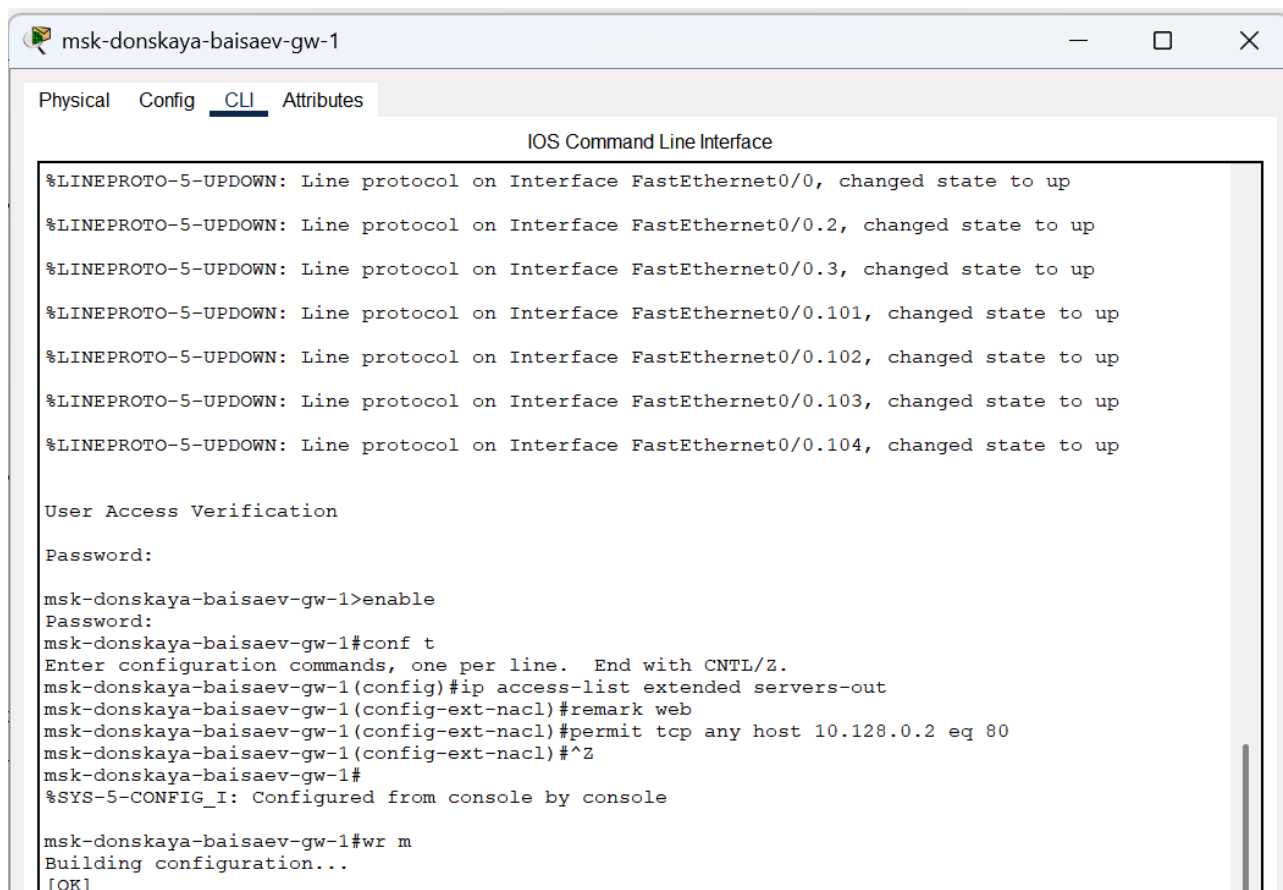 msk-donskaya-baisaev-gw-1
Physical Config CLI Attributes
IOS Command Line Interface
%LINEPROTO-5-UPDOWN: Line protocol on Interface FastEthernet0/0, changed state to up
%LINEPROTO-5-UPDOWN: Line protocol on Interface FastEthernet0/0.2, changed state to up
%LINEPROTO-5-UPDOWN: Line protocol on Interface FastEthernet0/0.3, changed state to up
%LINEPROTO-5-UPDOWN: Line protocol on Interface FastEthernet0/0.101, changed state to up
%LINEPROTO-5-UPDOWN: Line protocol on Interface FastEthernet0/0.102, changed state to up
%LINEPROTO-5-UPDOWN: Line protocol on Interface FastEthernet0/0.103, changed state to up
%LINEPROTO-5-UPDOWN: Line protocol on Interface FastEthernet0/0.104, changed state to up
User Access Verification
Password:
msk-donskaya-baisaev-gw-1>enable
Password:
msk-donskaya-baisaev-gw-1#conf t
Enter configuration commands, one per line.  End with CNTL/Z.
msk-donskaya-baisaev-gw-1(config)#ip access-list extended servers-out
msk-donskaya-baisaev-gw-1(config-ext-nacl)#remark web
msk-donskaya-baisaev-gw-1(config-ext-nacl)#permit tcp any host 10.128.0.2 eq 80
msk-donskaya-baisaev-gw-1(config-ext-nacl)#^Z
msk-donskaya-baisaev-gw-1#
%SYS-5-CONFIG_I: Configured from console by console
msk-donskaya-baisaev-gw-1#wr m
Building configuration...
[OK]